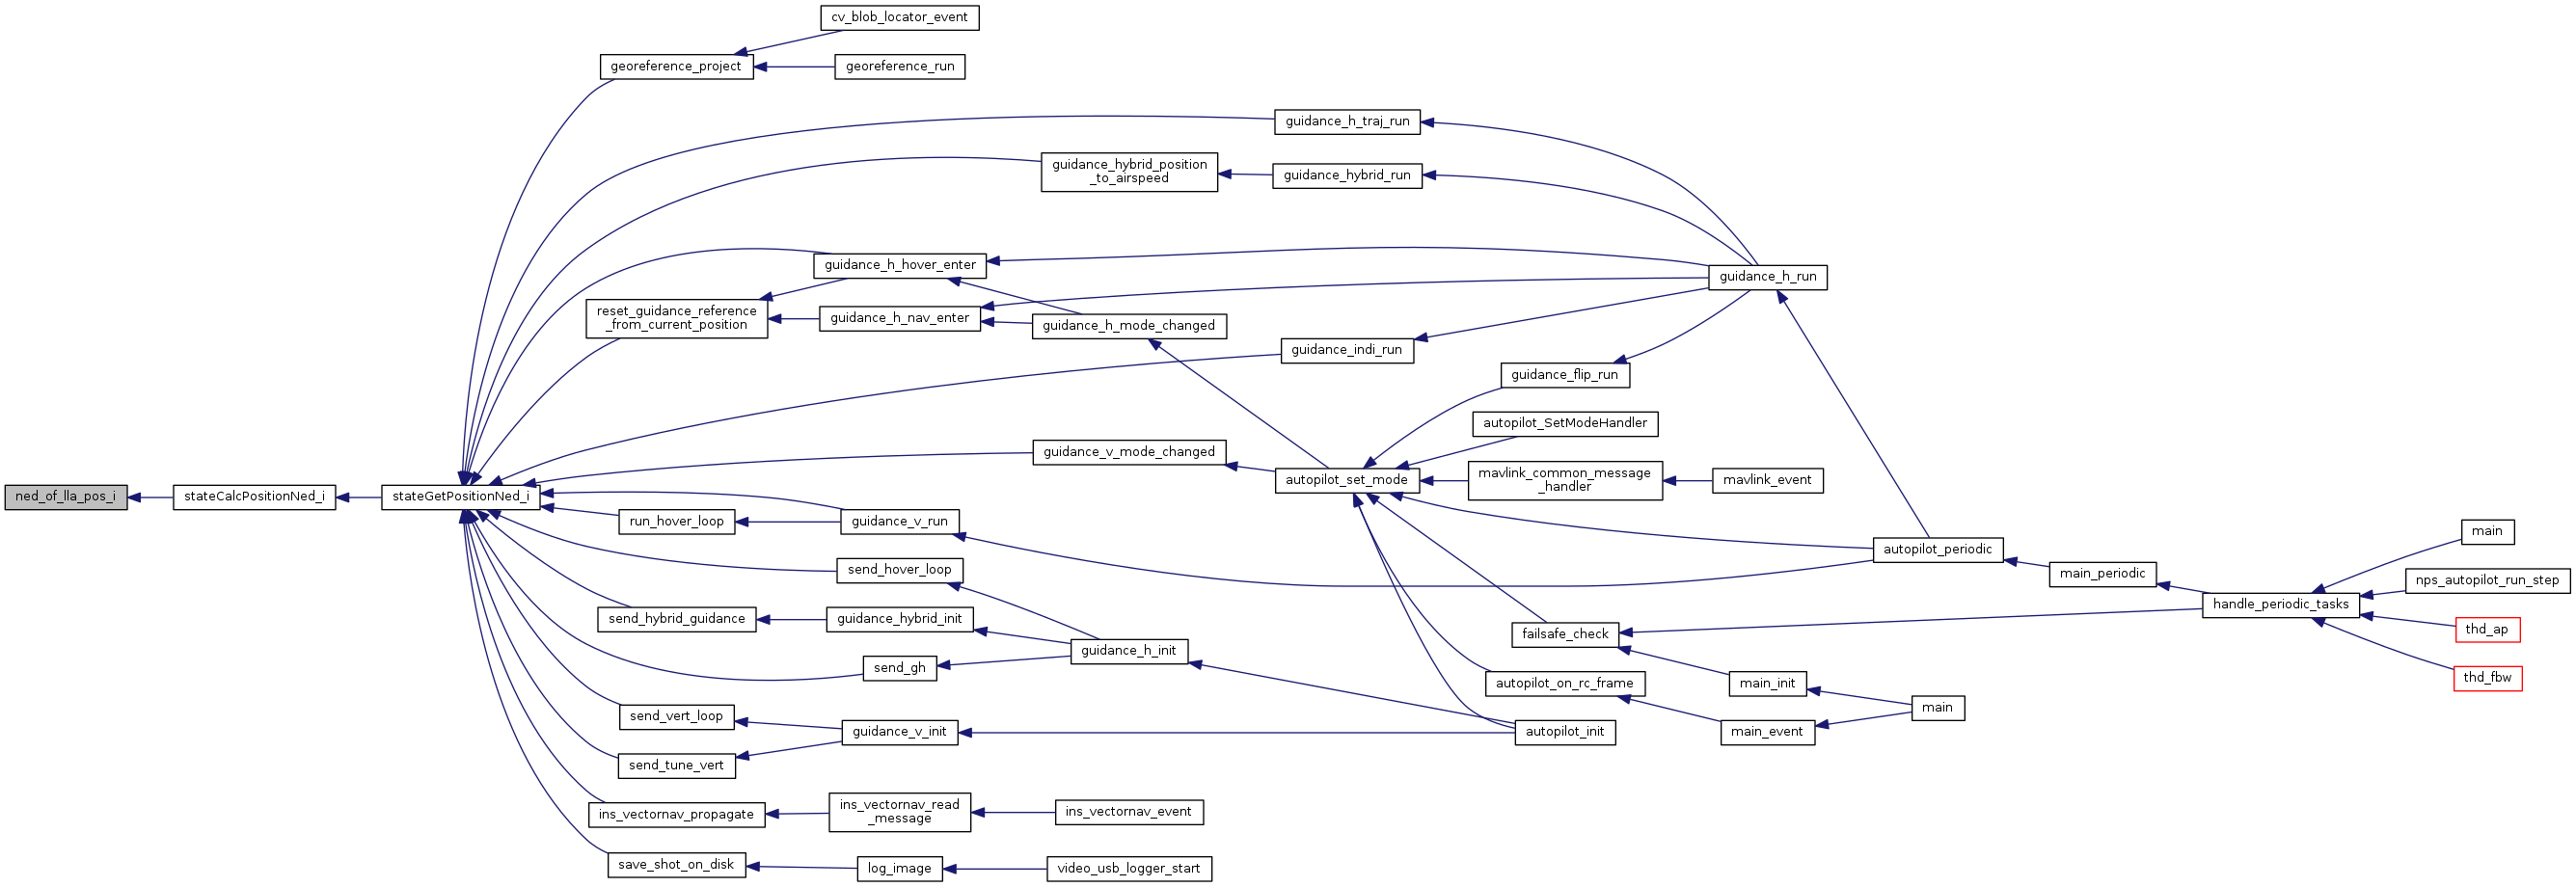 cv_blob_locator_event
georeference_project
georeference_run
guidance_h_traj_run
guidance_hybrid_position
_to_airspeed
guidance_hybrid_run
guidance_h_hover_enter
guidance_h_run
reset_guidance_reference
_from_current_position
guidance_h_nav_enter
guidance_h_mode_changed
guidance_indi_run
guidance_flip_run
autopilot_SetModeHandler
guidance_v_mode_changed
autopilot_set_mode
mavlink_common_message
_handler
mavlink_event
ned_of_lla_pos_i
stateCalcPositionNed_i
stateGetPositionNed_i
run_hover_loop
guidance_v_run
main
autopilot_periodic
send_hover_loop
main_periodic
nps_autopilot_run_step
handle_periodic_tasks
send_hybrid_guidance
guidance_hybrid_init
thd_ap
failsafe_check
guidance_h_init
send_gh
thd_fbw
autopilot_on_rc_frame
main_init
main
send_vert_loop
guidance_v_init
autopilot_init
main_event
send_tune_vert
ins_vectornav_propagate
ins_vectornav_read
_message
ins_vectornav_event
save_shot_on_disk
log_image
video_usb_logger_start